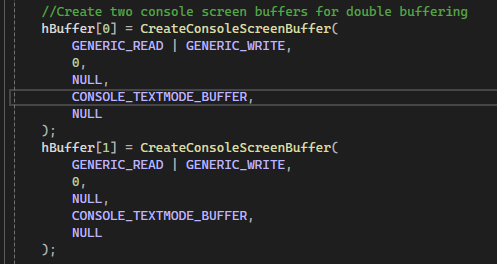 //Create two console screen buffers for double buffering
hBuffer[0] = CreateConsoleScreenBuffer(
    GENERIC_READ | GENERIC_WRITE,
    0,
    NULL,
    CONSOLE_TEXTMODE_BUFFER,
    NULL
);
hBuffer[1] = CreateConsoleScreenBuffer(
    GENERIC_READ | GENERIC_WRITE,
    0,
    NULL,
    CONSOLE_TEXTMODE_BUFFER,
    NULL
);